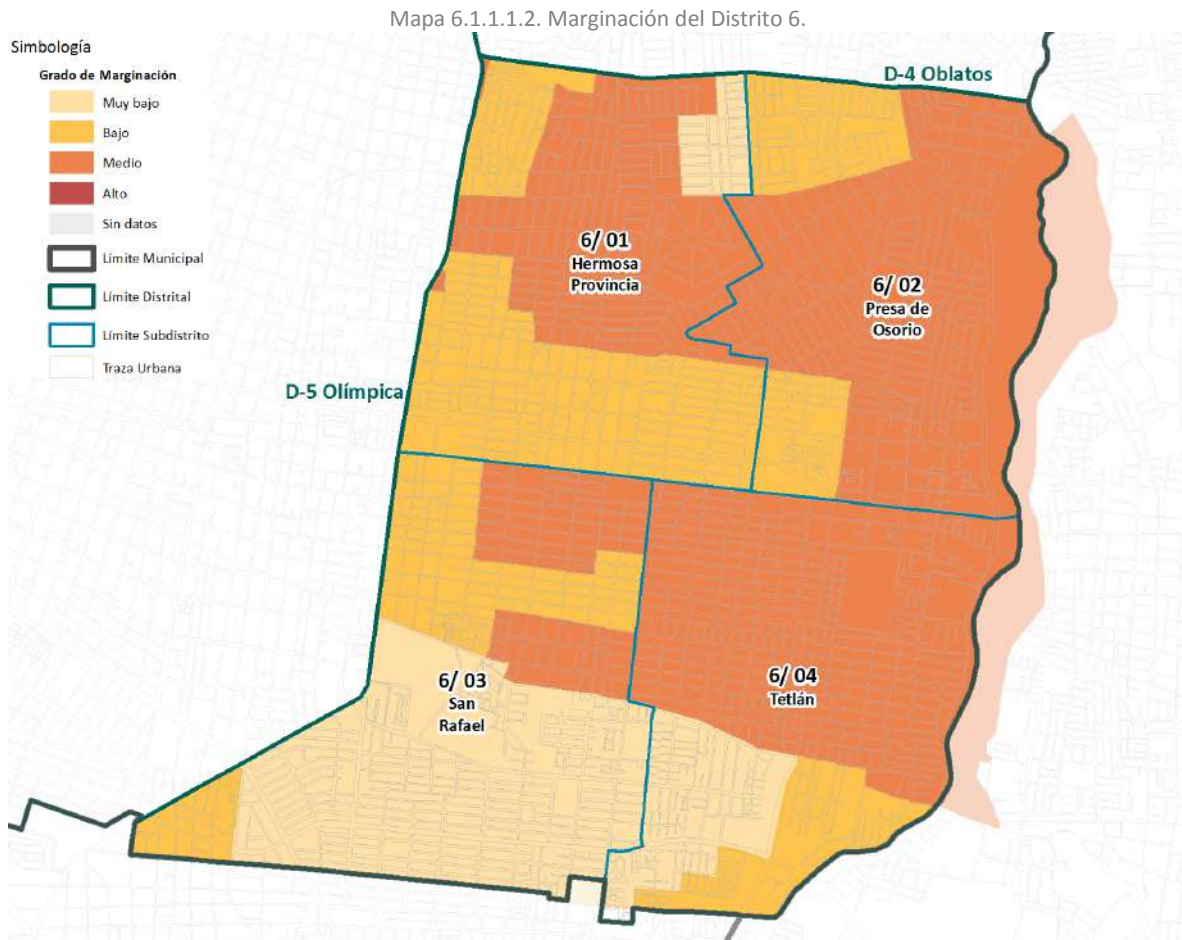 Mapa 6.1.1.1.2. Marginación del Distrito 6.
Simbología
Grado de Marginación
Muy bajo
Bajo
Medio
Alto
Sin datos
Límite Municipal
Límite Distrital
Límite Subdistrito
Traza Urbana
D-4 Oblatos
6/ 01
Hermosa
Provincia
6/ 02
Presa de
Osorio
D-5 Olímpica
6/ 03
San
Rafael
6/ 04
Tetlán